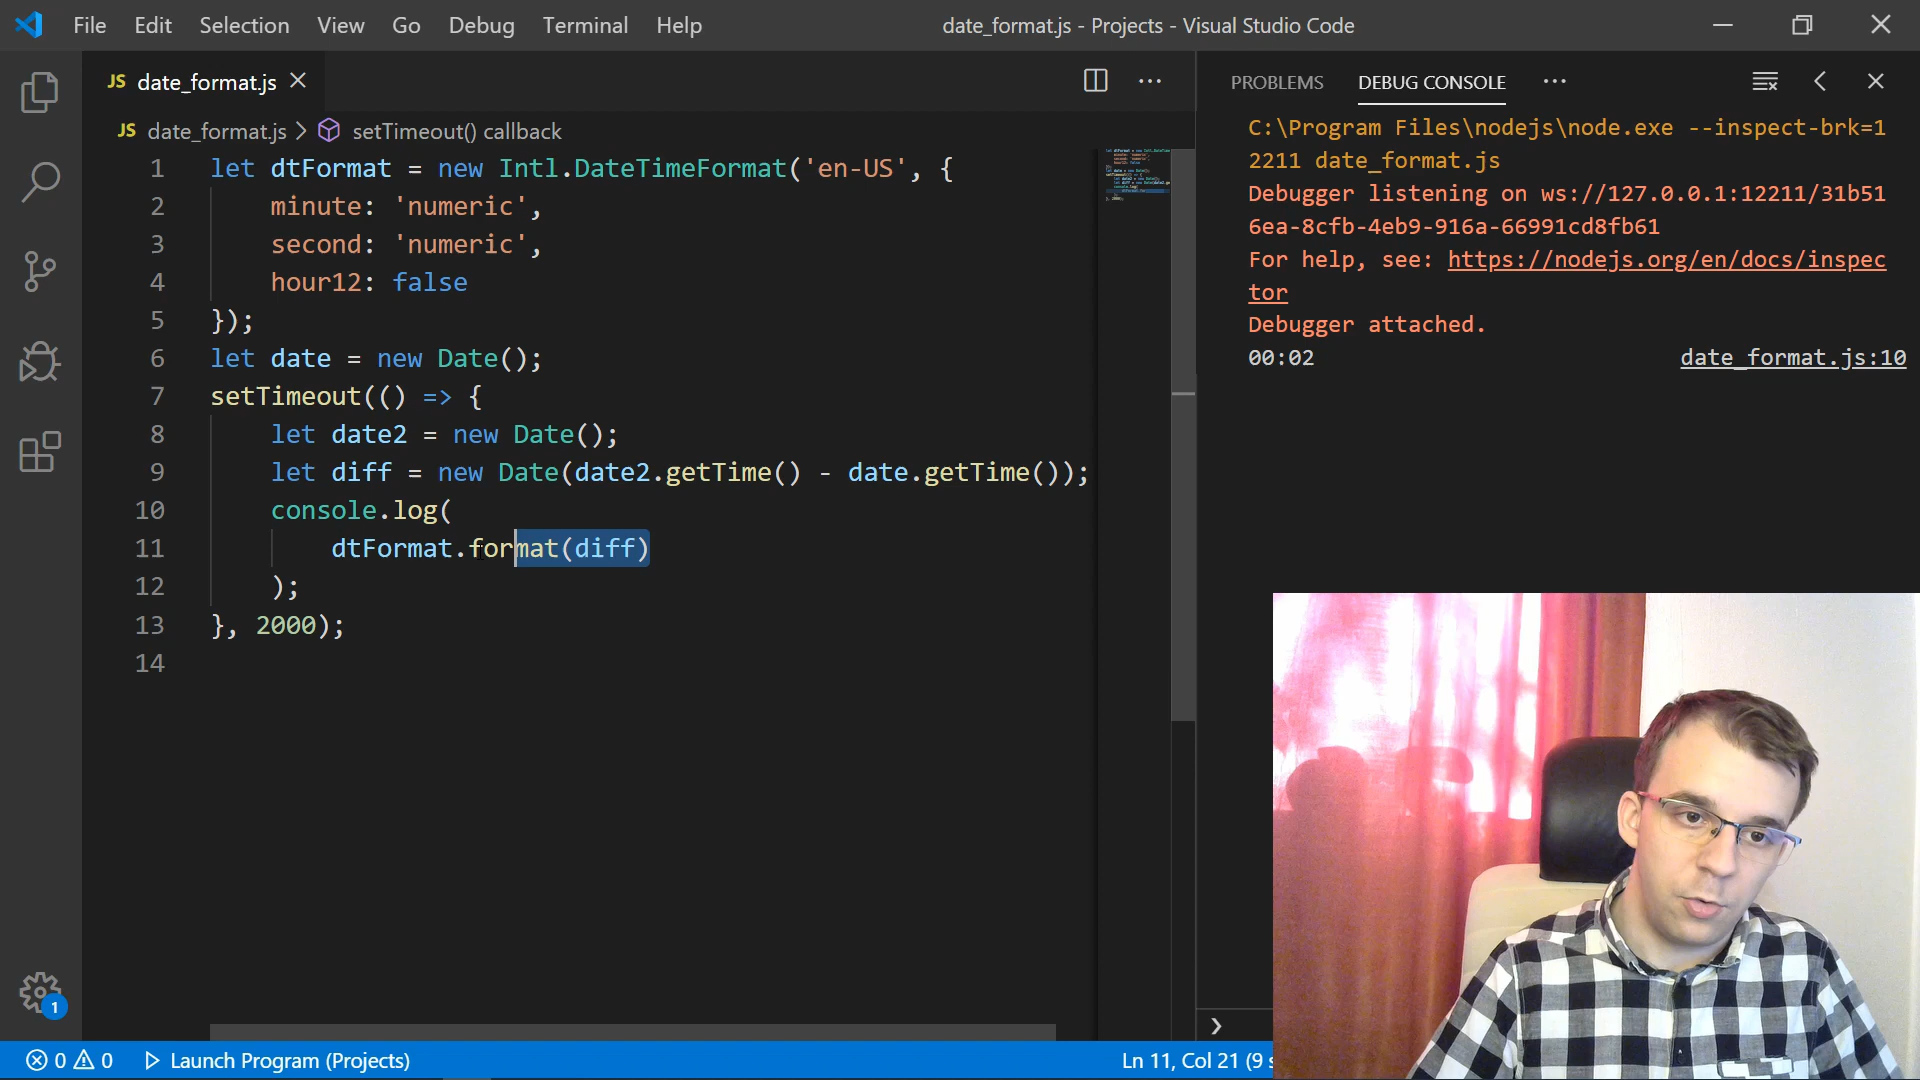 File Edit Selection View Go Debug Terminal Help
date_format.js - Projects - Visual Studio Code
JS date_format.js
JS date_format.js > setTimeout() callback
1 let dtFormat = new Intl.DateTimeFormat('en-US', {
2 minute: 'numeric',
3 second: 'numeric',
4 hour12: false
5 });
6 let date = new Date();
7 setTimeout(() => {
8 let date2 = new Date();
9 let diff = new Date(date2.getTime() - date.getTime());
10 console.log(
11 dtFormat.format(diff)
12 );
13 }, 2000);
14
PROBLEMS DEBUG CONSOLE ...
C:\Program Files\nodejs\node.exe --inspect-brk=1
2211 date_format.js
Debugger listening on ws://127.0.0.1:12211/31b51
6ea-8cfb-4eb9-916a-66991cd8fb61
For help, see: https://nodejs.org/en/docs/inspec
tor
Debugger attached.
00:02 date_format.js:10
1
0 0 Launch Program (Projects)
Ln 11, Col 21 (9 s